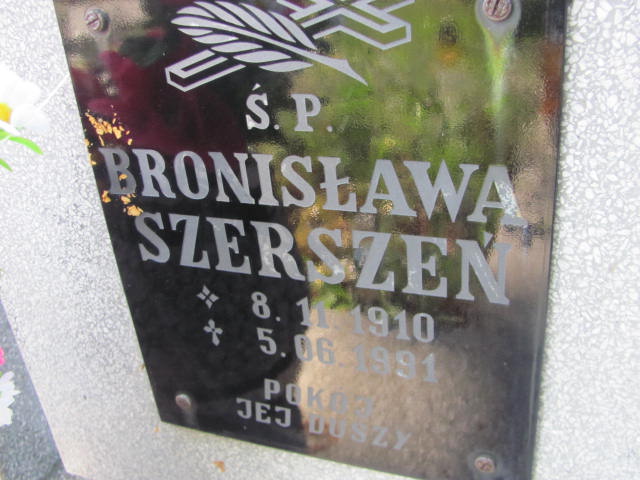 Ś.P.
BRONISŁAWA
SZERSZEŃ
8.11.1910
5.06.1991
POKÓJ
JEJ DUSZY